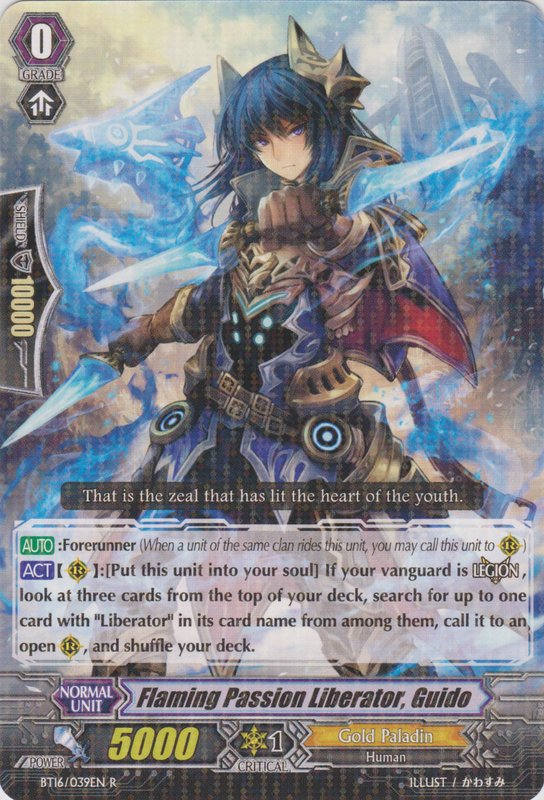 0
GRADE
SHIELD
10000
That is the zeal that has lit the heart of the youth.
AUTO :Forerunner (When a unit of the same clan rides this unit, you may call this unit to R)
ACT【 R 】:[Put this unit into your soul] If your vanguard is LEGION,
look at three cards from the top of your deck, search for up to one
card with "Liberator" in its card name from among them, call it to an
open R, and shuffle your deck.
NORMAL
UNIT
Flaming Passion Liberator, Guido
POWER
5000
1
CRITICAL
Gold Paladin
Human
BT16/039EN R
ILLUST / かわすみ